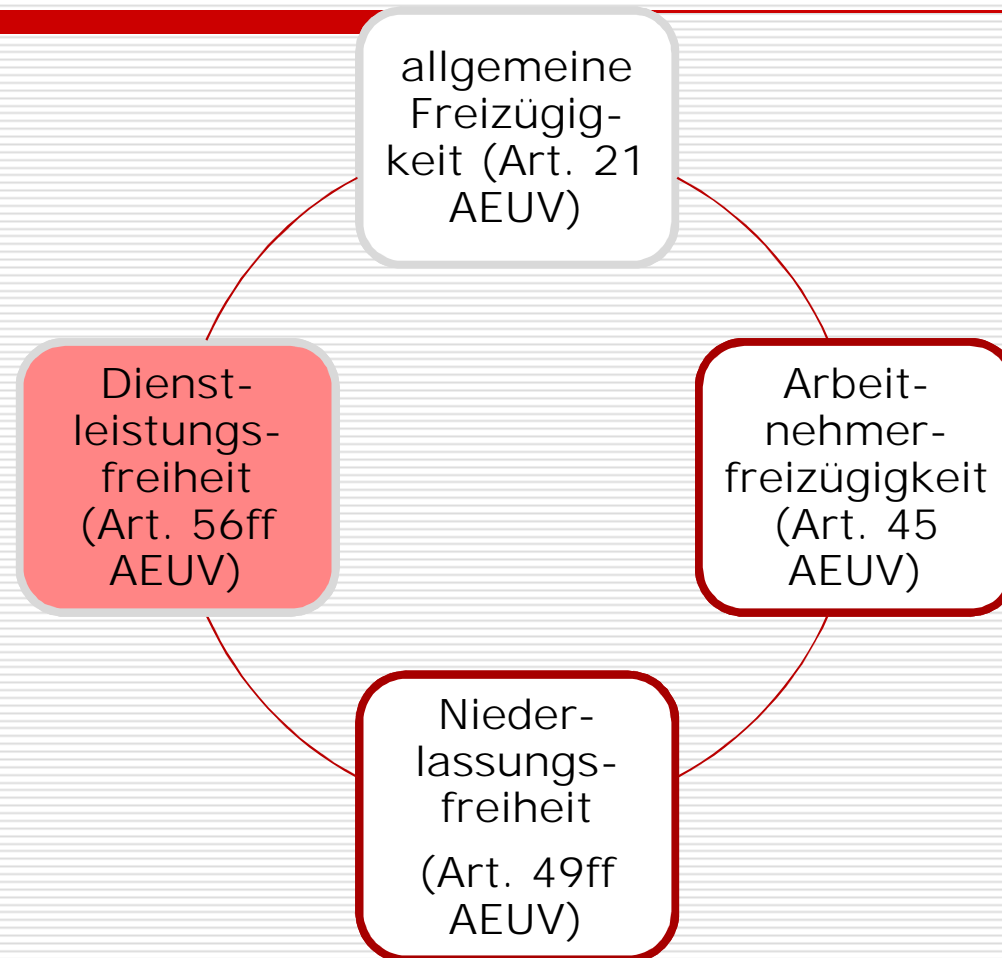 allgemeine
Freizügig-
keit (Art. 21
AEUV)
Dienst-
leistungs-
freiheit
(Art. 56ff
AEUV)
Arbeit-
nehmer-
freizügigkeit
(Art. 45
AEUV)
Nieder-
lassungs-
freiheit
(Art. 49ff
AEUV)